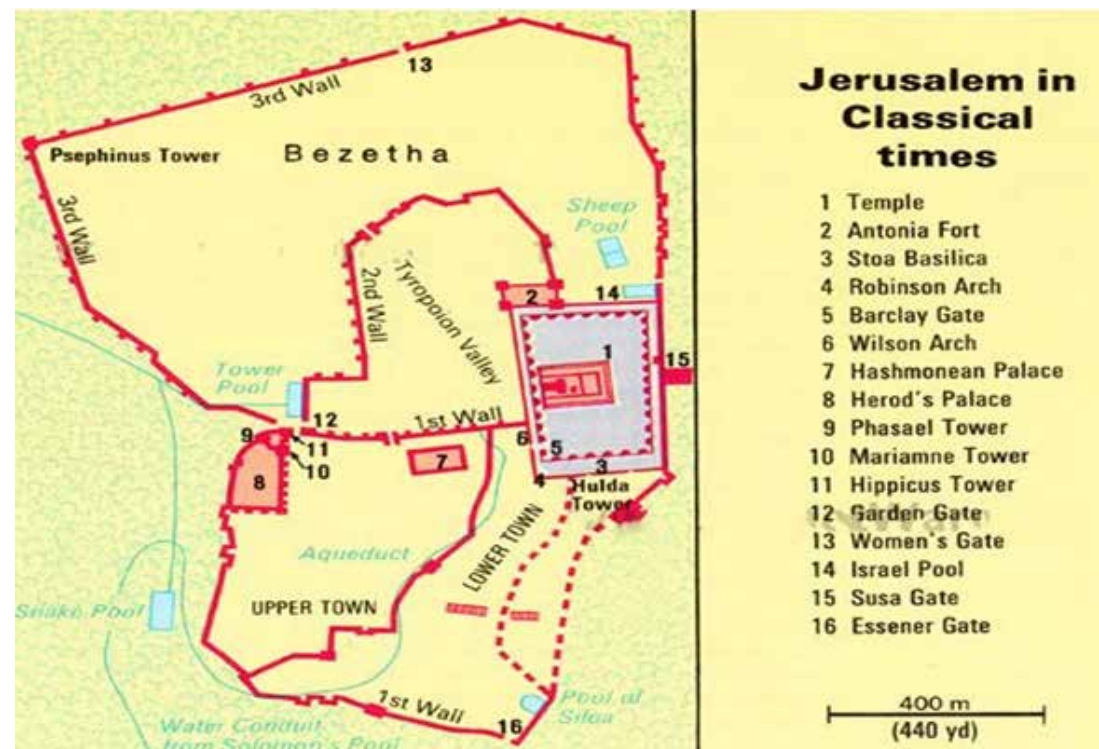 13
3rd Wall
Psephinus Tower
Bezetha
3rd Wall
Sheep
Pool
2nd Wall
Tyropoion Valley
2
14
1
15
Tower
Pool
12
1st Wall
9
11
10
6
5
7
8
4
3
Hulda
Tower
LOWER TOWN
Aqueduct
Snake Pool
UPPER TOWN
1st Wall
16
Pool of
Siloa
Water Conduit
from Solomon's Pool
Jerusalem in
Classical
times
1 Temple
2 Antonia Fort
3 Stoa Basilica
4 Robinson Arch
5 Barclay Gate
6 Wilson Arch
7 Hashmonean Palace
8 Herod's Palace
9 Phasael Tower
10 Mariamne Tower
11 Hippicus Tower
12 Garden Gate
13 Women's Gate
14 Israel Pool
15 Susa Gate
16 Essener Gate
400 m
(440 yd)